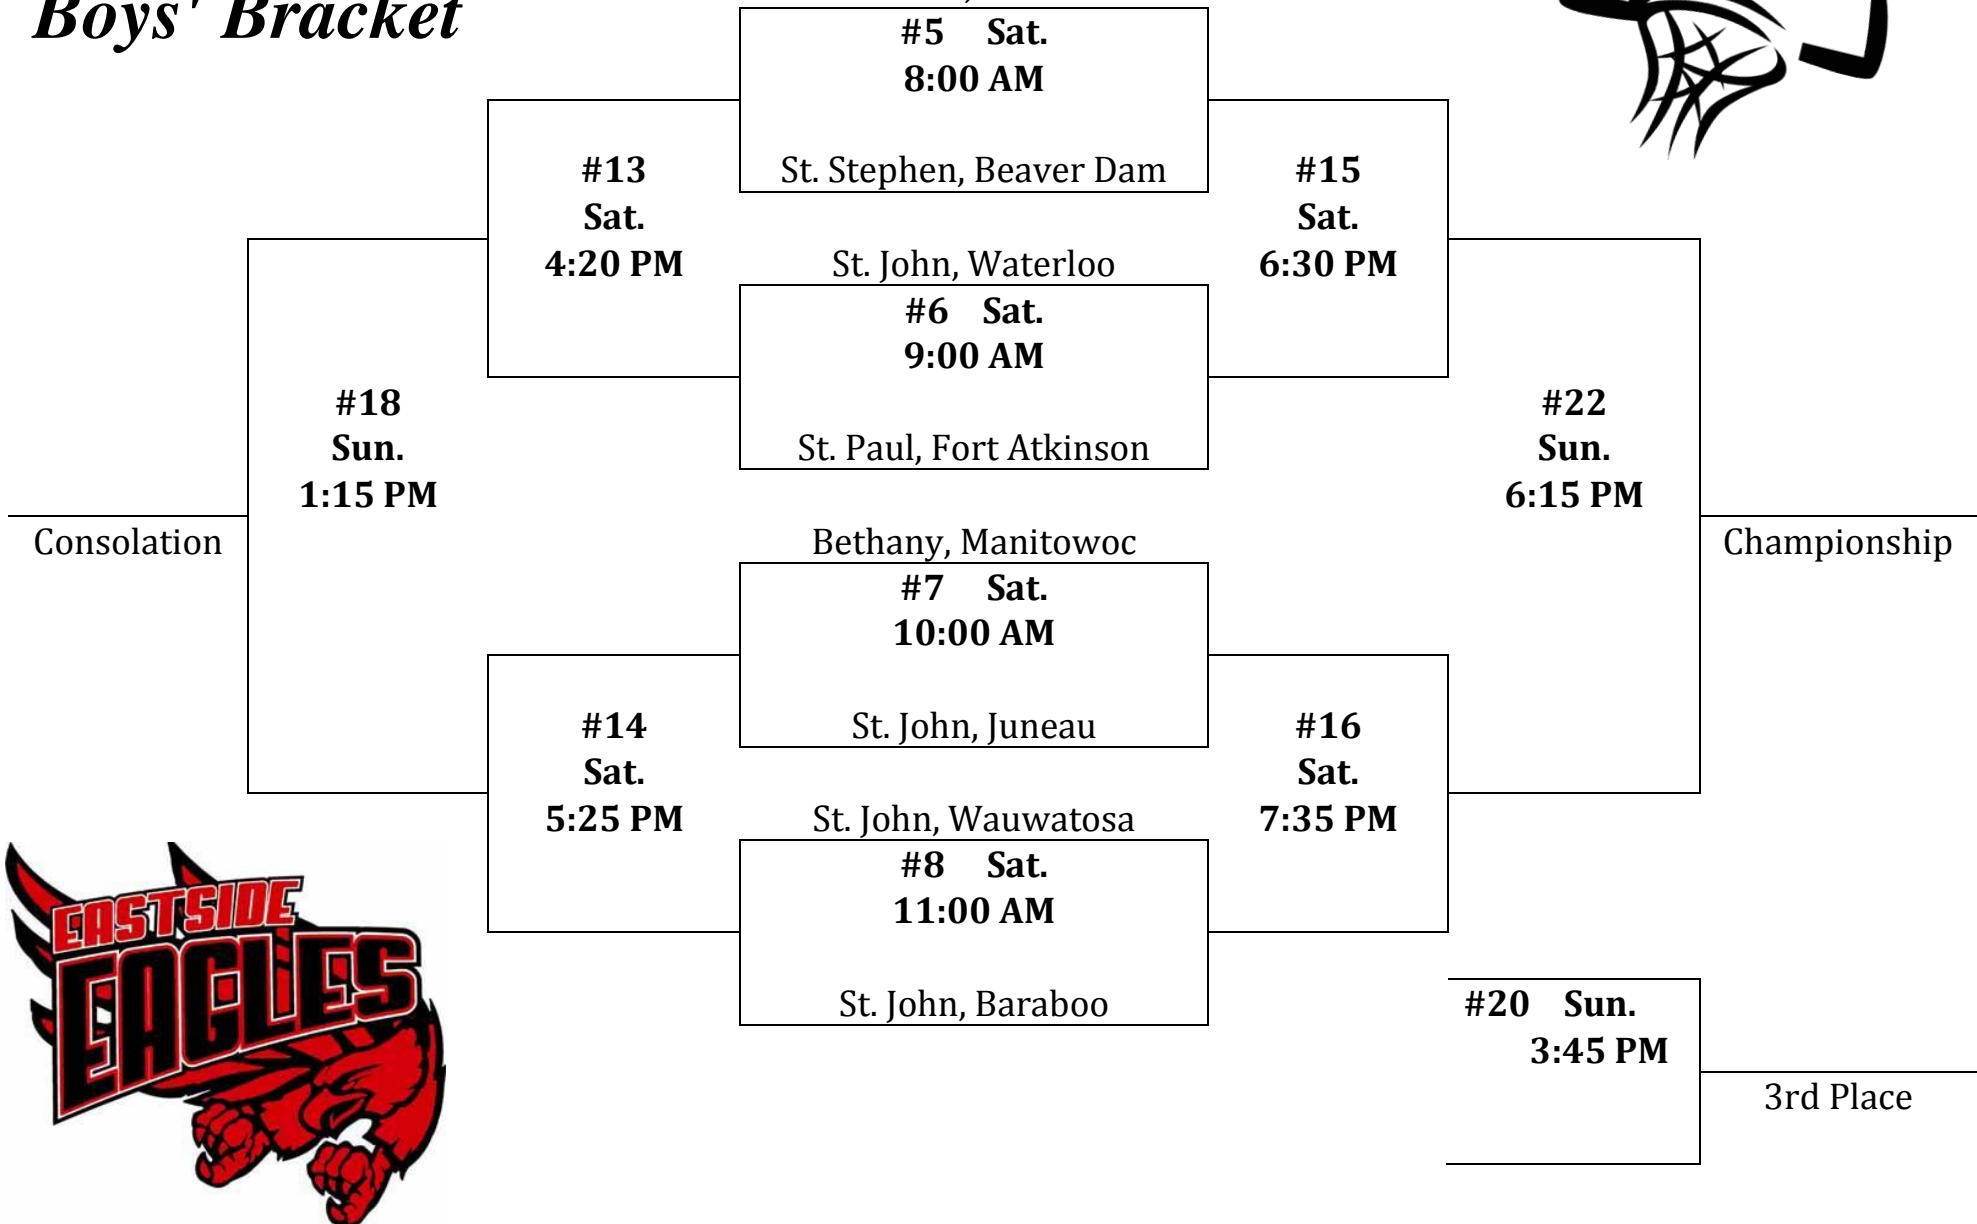 Boys' Bracket
#5 Sat.
8:00 AM
St. Stephen, Beaver Dam
#13
Sat.
4:20 PM
#15
Sat.
6:30 PM
St. John, Waterloo
#6 Sat.
9:00 AM
St. Paul, Fort Atkinson
#18
Sun.
1:15 PM
#22
Sun.
6:15 PM
Consolation
Championship
Bethany, Manitowoc
#7 Sat.
10:00 AM
St. John, Juneau
#14
Sat.
5:25 PM
#16
Sat.
7:35 PM
St. John, Wauwatosa
#8 Sat.
11:00 AM
St. John, Baraboo
#20 Sun.
3:45 PM
3rd Place
EASTSIDE
EAGLES